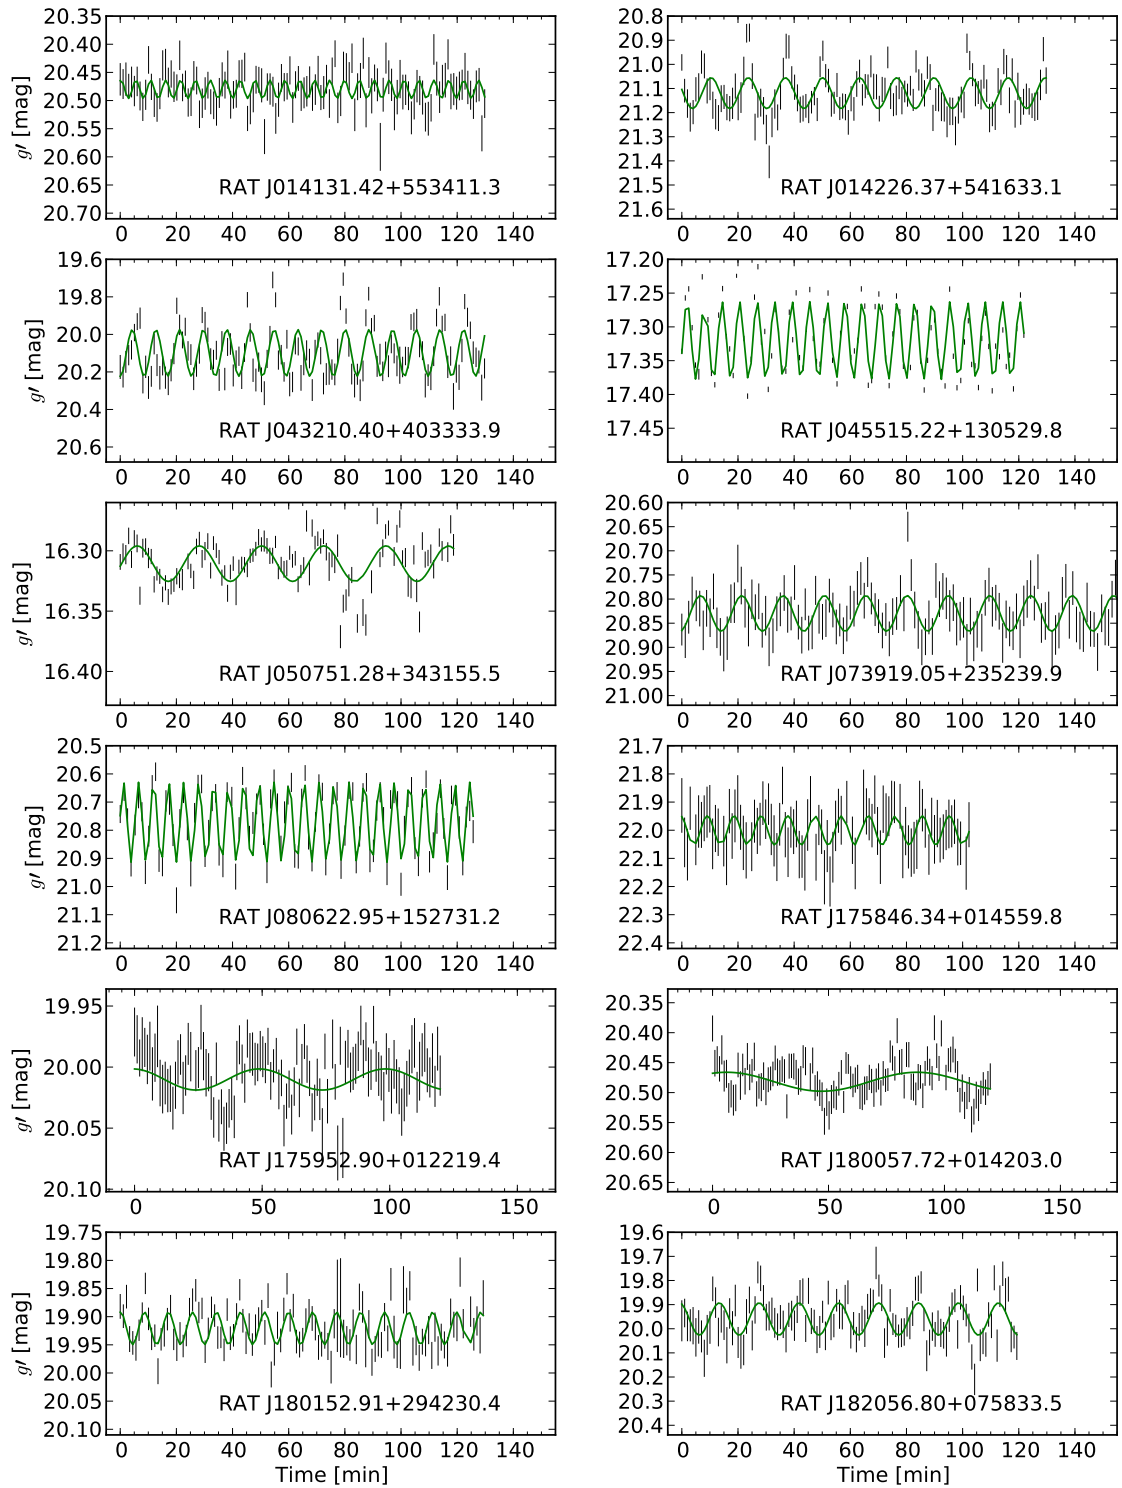 20.35
20.40
20.45
20.50
20.55
20.60
20.65
20.70
g′ [mag]
RAT J014131.42+553411.3
0 20 40 60 80 100 120 140
20.8
21.0
21.1
21.2
21.3
21.4
21.5
21.6
RAT J014226.37+541633.1
0 20 40 60 80 100 120 140
19.6
19.8
20.0
20.2
20.4
20.6
g′ [mag]
RAT J043210.40+403333.9
0 20 40 60 80 100 120 140
17.20
17.25
17.30
17.35
17.40
17.45
RAT J045515.22+130529.8
0 20 40 60 80 100 120 140
16.30
16.35
16.40
g′ [mag]
RAT J050751.28+343155.5
0 20 40 60 80 100 120 140
20.60
20.65
20.70
20.75
20.80
20.85
20.90
20.95
21.00
RAT J073919.05+235239.9
0 20 40 60 80 100 120 140
20.5
20.6
20.7
20.8
20.9
21.0
21.1
21.2
g′ [mag]
RAT J080622.95+152731.2
0 20 40 60 80 100 120 140
21.7
21.8
21.9
22.0
22.1
22.2
22.3
22.4
RAT J175846.34+014559.8
0 20 40 60 80 100 120 140
19.95
20.00
20.05
20.10
g′ [mag]
RAT J175952.90+012219.4
0 50 100 150
20.35
20.40
20.45
20.50
20.55
20.60
20.65
RAT J180057.72+014203.0
0 50 100 150
19.75
19.80
19.85
19.90
19.95
20.00
20.05
20.10
g′ [mag]
RAT J180152.91+294230.4
0 20 40 60 80 100 120 140
Time [min]
19.6
19.7
19.8
19.9
20.0
20.1
20.2
20.3
20.4
RAT J182056.80+075833.5
0 20 40 60 80 100 120 140
Time [min]